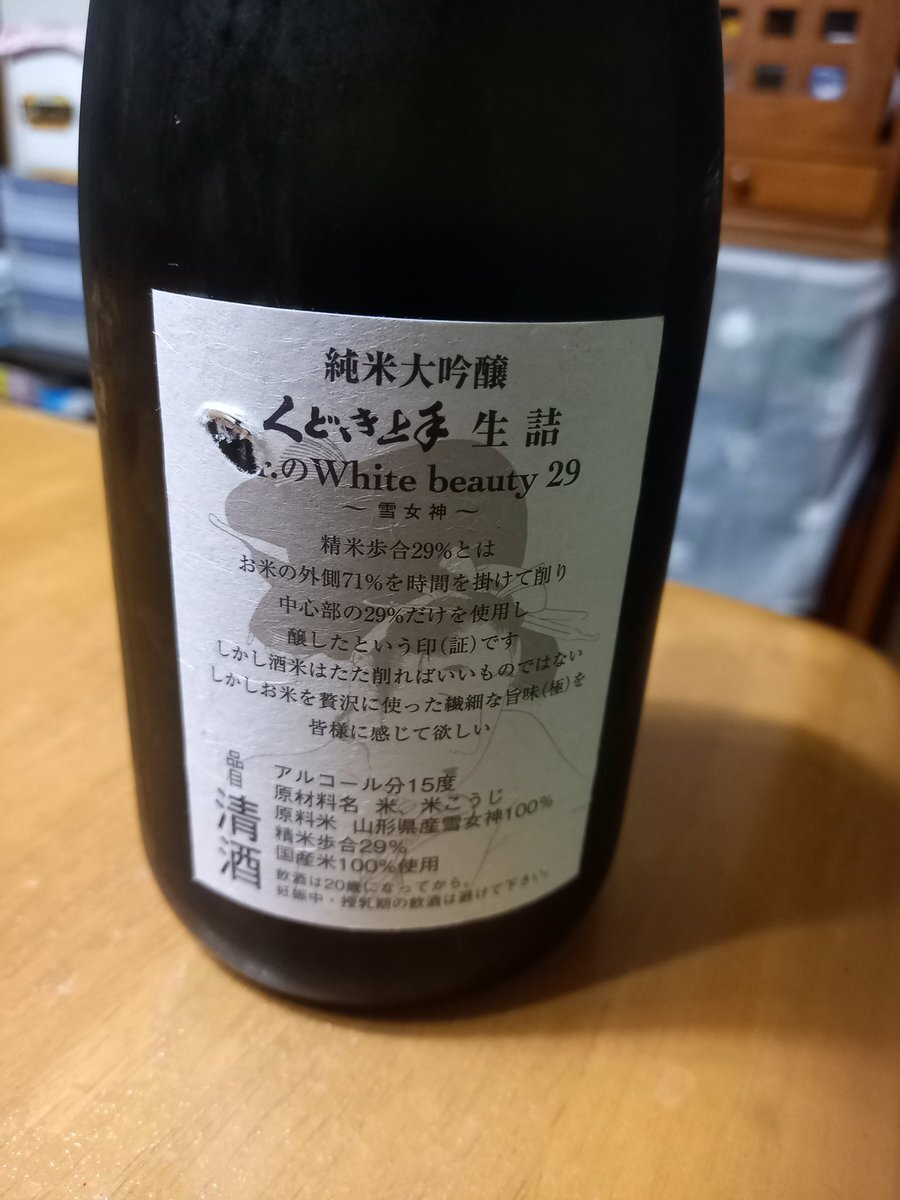 純米大吟醸
くどき上手 生詰
のWhite beauty 29
～ 雪女神 ～
精米歩合29%とは
お米の外側71%を時間を掛けて削り
中心部の29%だけを使用し
醸したという印(証)です
しかし酒米はただ削ればいいものではない
しかしお米を贅沢に使った繊細な旨味(極)を
皆様に感じて欲しい
品目
清酒
アルコール分15度
原材料名 米、米こうじ
原料米 山形県産雪女神100%
精米歩合29%
国産米100%使用
飲酒は20歳になってから。
妊娠中・授乳期の飲酒は避けて下さい。